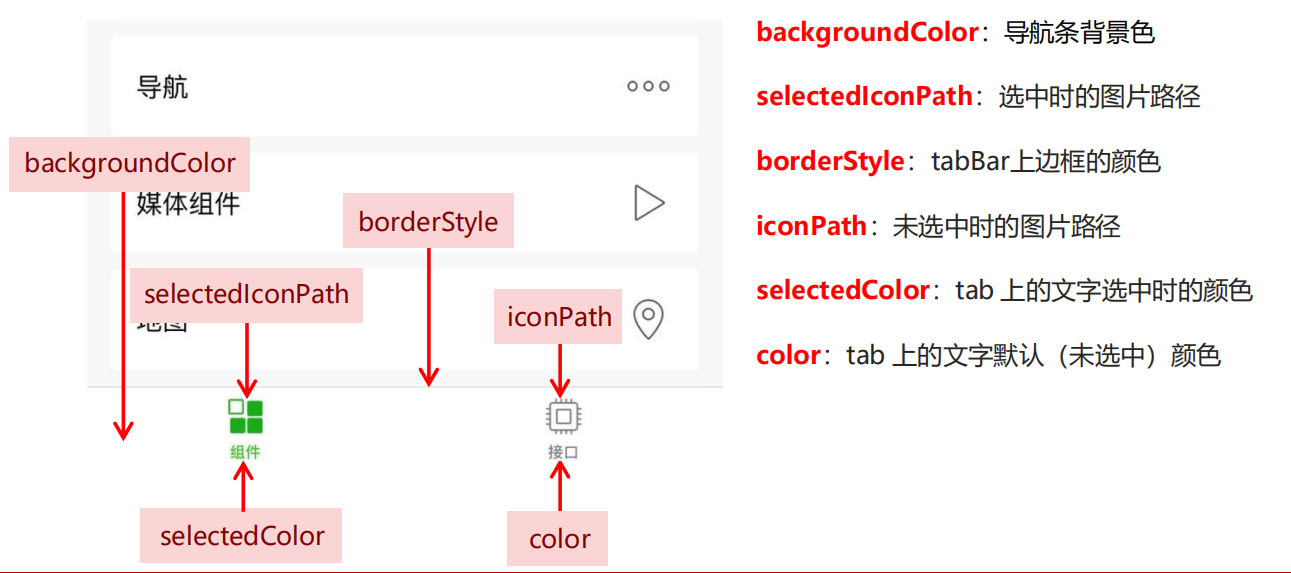 导航
backgroundColor
媒体组件
borderStyle
selectedIconPath
地图
iconPath
组件
接口
selectedColor
color
backgroundColor：导航条背景色
selectedIconPath：选中时的图片路径
borderStyle：tabBar上边框的颜色
iconPath：未选中时的图片路径
selectedColor：tab 上的文字选中时的颜色
color：tab 上的文字默认（未选中）颜色